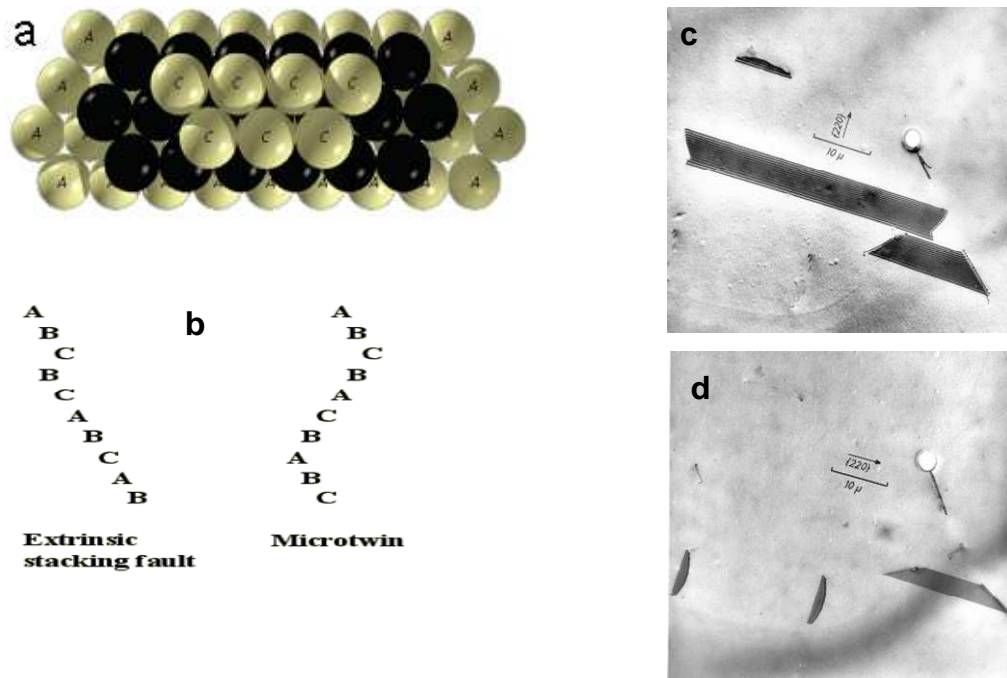 a
A A
A C C C C A
A C C C A
A A A A
b
A
B
C
B
C
A
B
C
A
B
Extrinsic
stacking fault
A
B
C
B
A
C
B
A
B
C
Microtwin
c
(220)
10 μ
d
(220)
10 μ